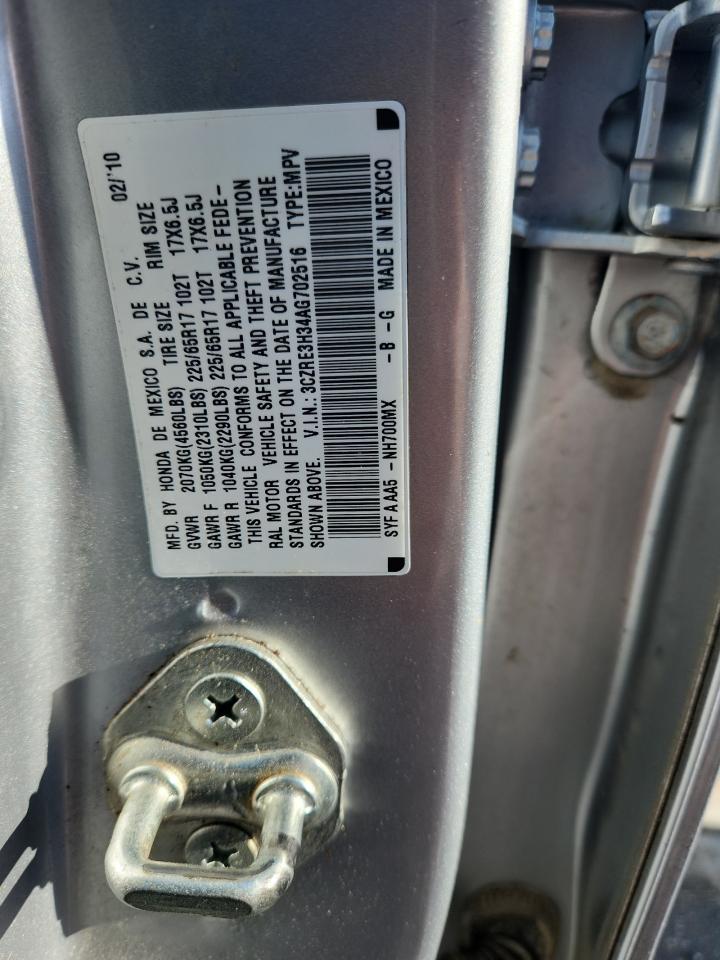 02/'10
MFD. BY HONDA DE MEXICO S.A. DE C.V.
GVWR 2070KG(4560LBS) TIRE SIZE RIM SIZE
GAWR F 1050KG(2310LBS) 225/65R17 102T 17X6.5J
GAWR R 1040KG(2290LBS) 225/65R17 102T 17X6.5J
THIS VEHICLE CONFORMS TO ALL APPLICABLE FEDE-
RAL MOTOR VEHICLE SAFETY AND THEFT PREVENTION
STANDARDS IN EFFECT ON THE DATE OF MANUFACTURE
SHOWN ABOVE. V.I.N.: 3CZRE3H34AG702516 TYPE:MPV
SYF A AA5 -NH700MX -B -G MADE IN MEXICO